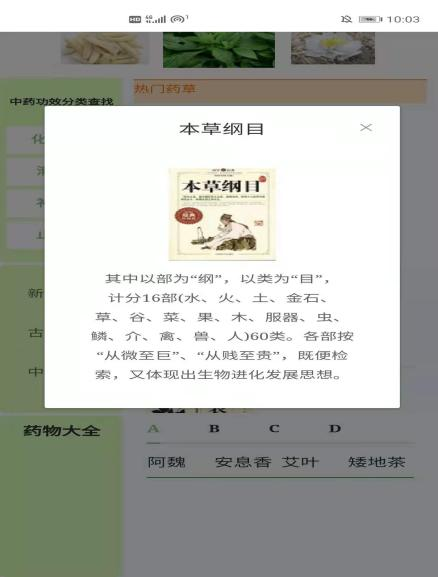 HD 4G 10:03
热门药草
中药功效分类查找
本草纲目
×
本草纲目
其中以部为“纲”，以类为“目”，
计分16部(水、火、土、金石、
草、谷、菜、果、木、服器、虫、
鳞、介、禽、兽、人)60类。各部按
“从微至巨”、“从贱至贵”，既便检
索，又体现出生物进化发展思想。
化
新
古
中
药物大全
A B C D
阿魏 安息香 艾叶 矮地茶